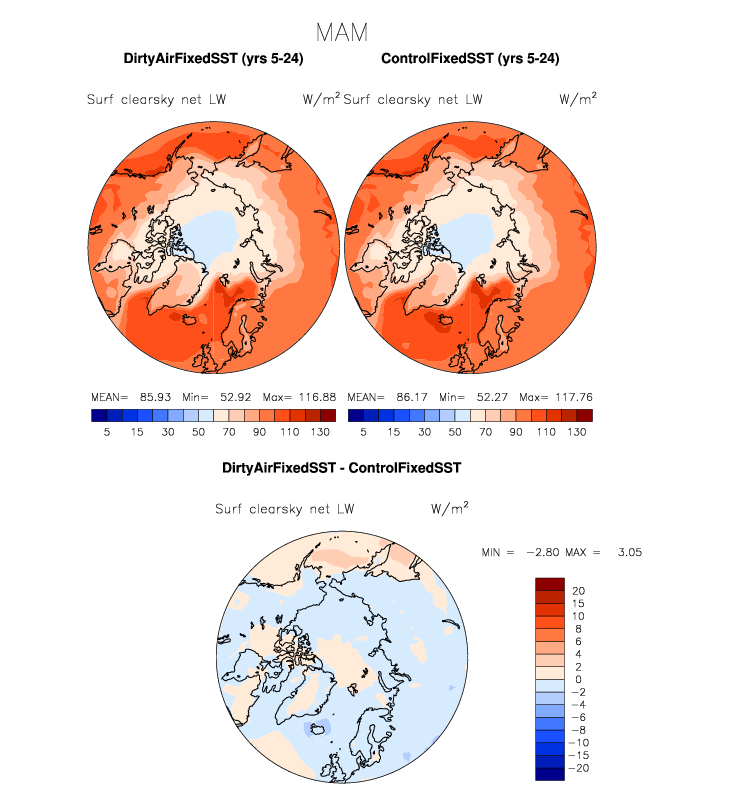 MAM
DirtyAirFixedSST (yrs 5-24) ControlFixedSST (yrs 5-24)
Surf clearsky net LW W/m² Surf clearsky net LW W/m²
MEAN= 85.93 Min= 52.92 Max= 116.88 MEAN= 86.17 Min= 52.27 Max= 117.76
5 15 30 50 70 90 110 130 5 15 30 50 70 90 110 130
DirtyAirFixedSST - ControlFixedSST
Surf clearsky net LW W/m²
MIN = -2.80 MAX = 3.05
20
15
10
8
6
4
2
0
-2
-4
-6
-8
-10
-15
-20